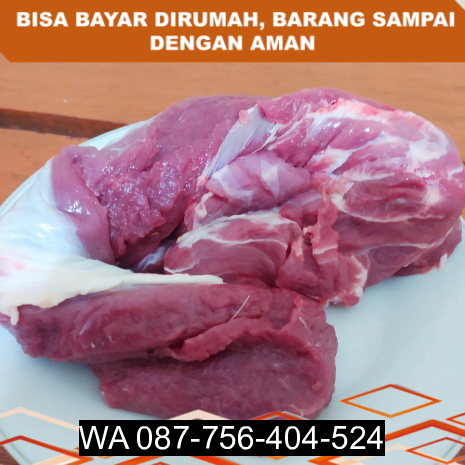 BISA BAYAR DIRUMAH, BARANG SAMPAI
DENGAN AMAN
WA 087-756-404-524